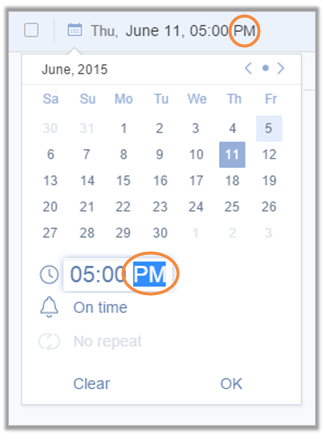 Thu, June 11, 05:00 PM
June, 2015
Sa Su Mo Tu We Th Fr
30 31 1 2 3 4 5
6 7 8 9 10 11 12
13 14 15 16 17 18 19
20 21 22 23 24 25 26
27 28 29 30 1 2 3
05:00 PM
On time
No repeat
Clear OK